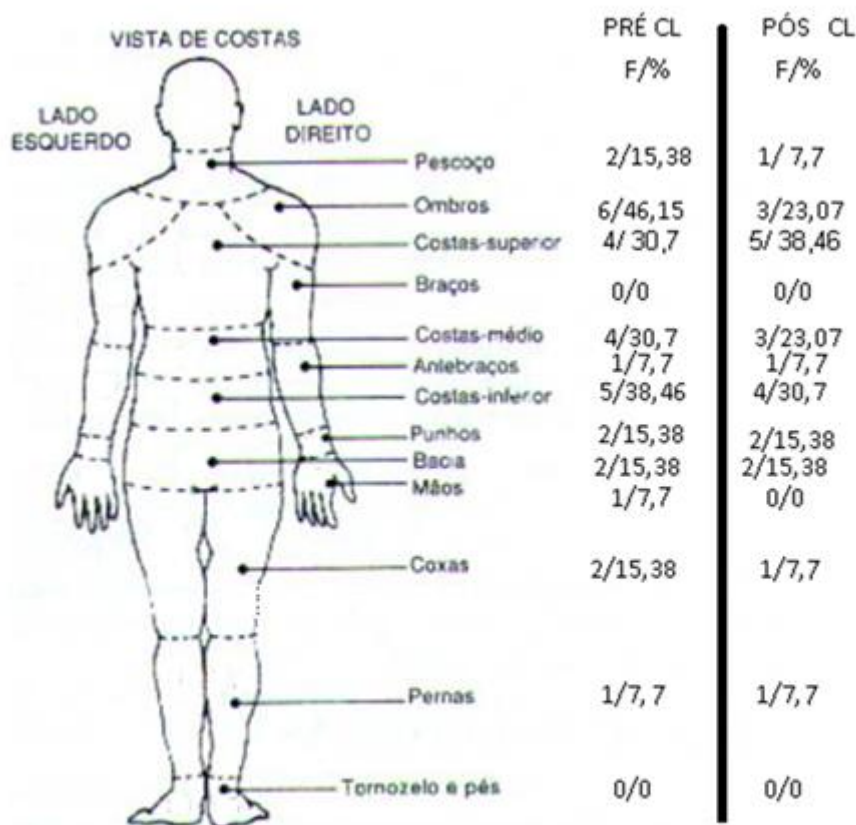 PRÉ CL PÓS CL
VISTA DE COSTAS
F/% F/%
LADO ESQUERDO
LADO DIREITO
Pescoço 2/15,38 1/ 7,7
Ombros 6/46,15 3/23,07
Costas-superior 4/ 30,7 5/ 38,46
Braços 0/0 0/0
Costas-médio 4/30,7 3/23,07
Antebraços 1/7,7 1/7,7
Costas-inferior 5/38,46 4/30,7
Punhos 2/15,38 2/15,38
Bacia 2/15,38 2/15,38
Mãos 1/7,7 0/0
Coxas 2/15,38 1/7,7
Pernas 1/7,7 1/7,7
Tornozelo e pés 0/0 0/0